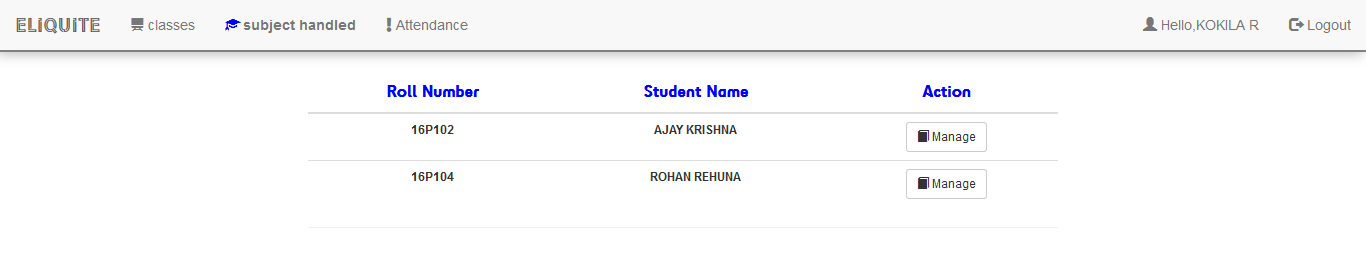 ELiQUiTE classes subject handled Attendance Hello,KOKILA R Logout
Roll Number Student Name Action
16P102 AJAY KRISHNA Manage
16P104 ROHAN REHUNA Manage